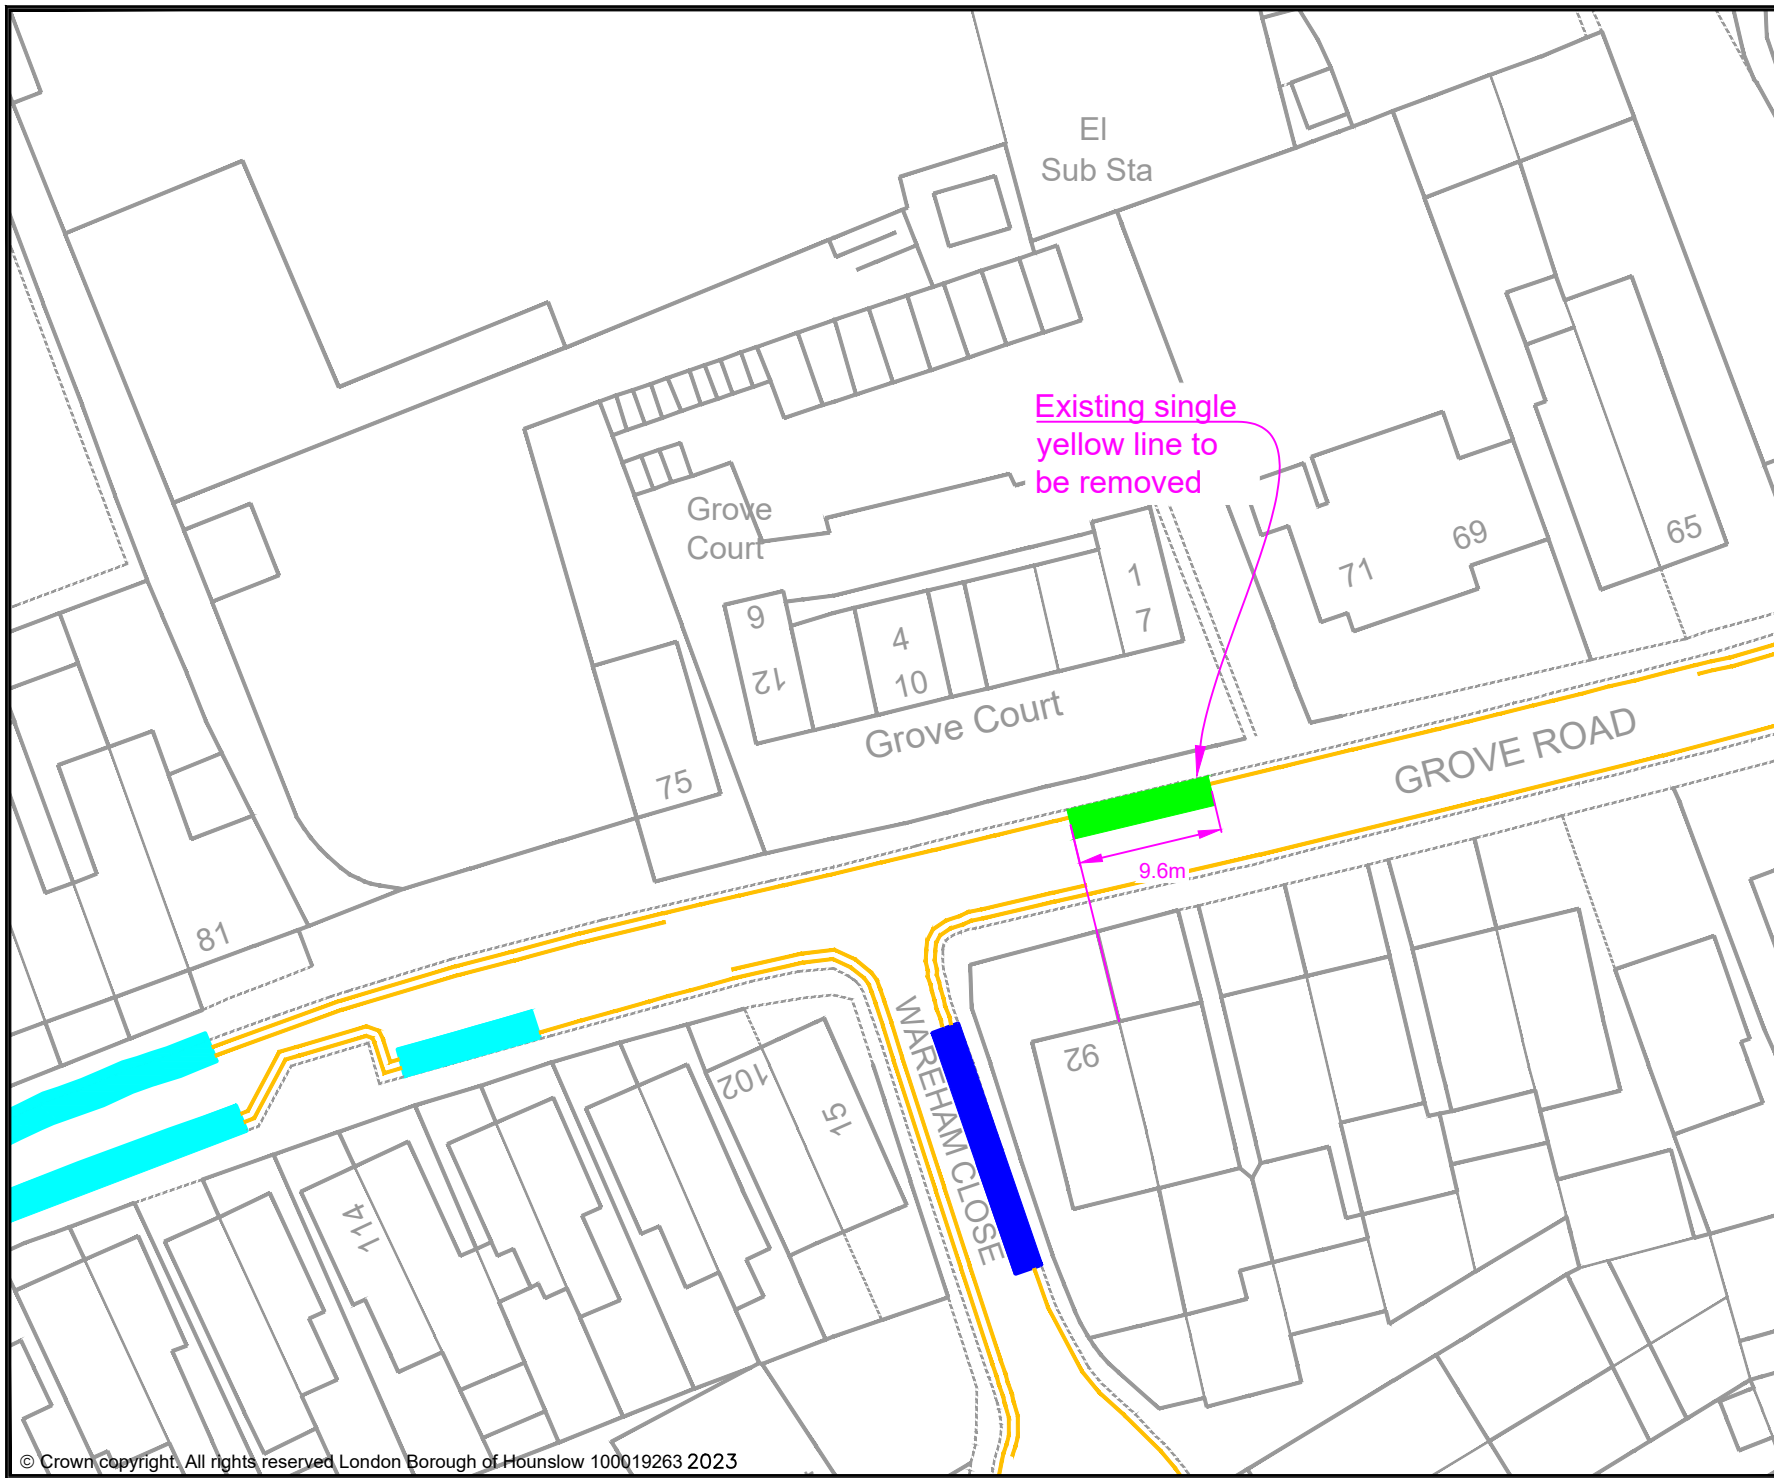 El
Sub Sta
Existing single
yellow line to
be removed
Grove
Court
69
65
71
1
7
6
12
4
10
Grove Court
75
GROVE ROAD
9.6m
81
92
102
15
WAREHAM CLOSE
114
© Crown copyright. All rights reserved London Borough of Hounslow 100019263 2023